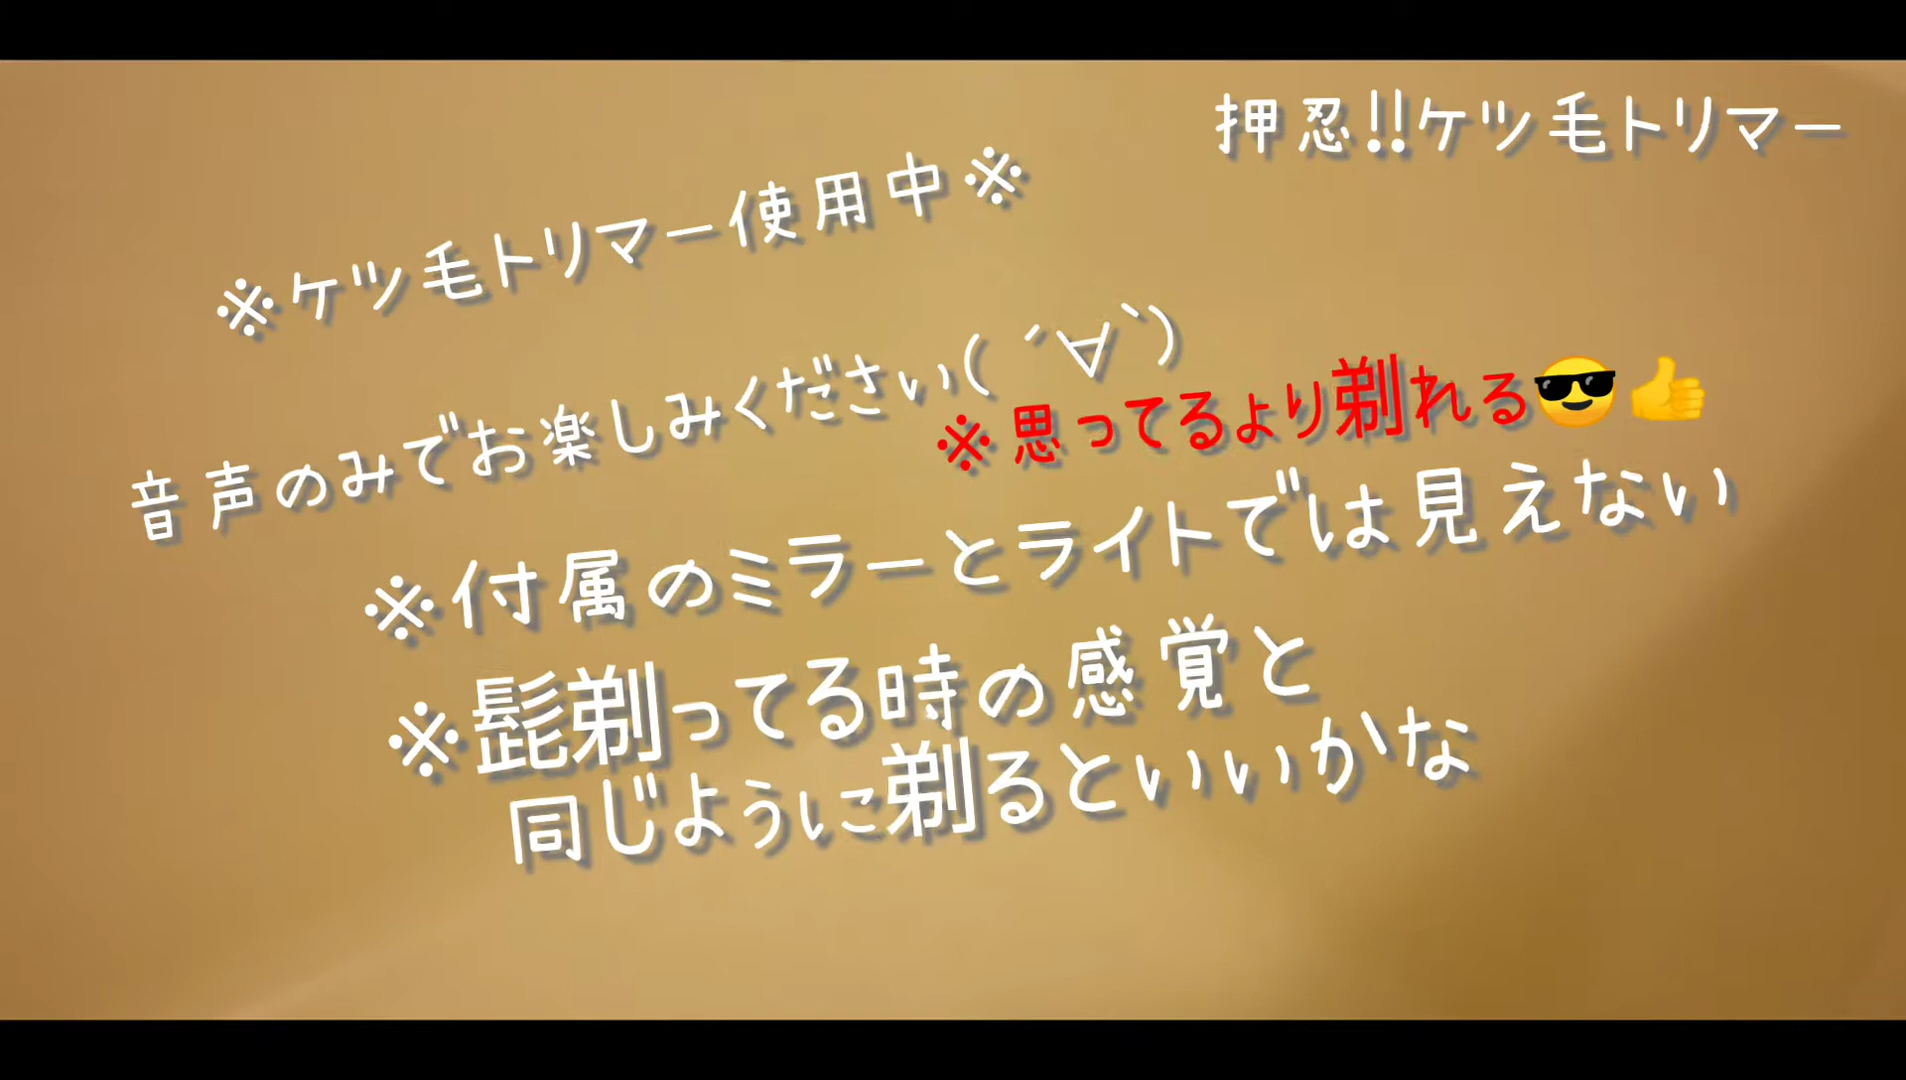 押忍!!ケツ毛トリマー
※ケツ毛トリマー使用中※
音声のみでお楽しみください( ´∀`)
※思ってるより剃れる😎👍
※付属のミラーとライトでは見えない
※髭剃ってる時の感覚と
同じように剃るといいかな